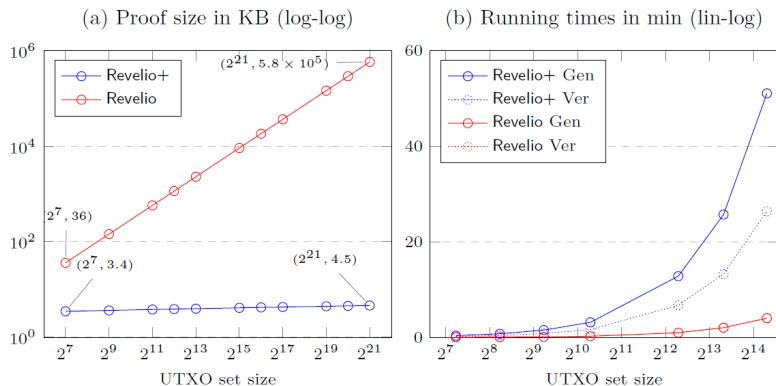 (a) Proof size in KB (log-log)
10^6
10^4
10^2
10^0
Revelio+
Revelio
(2^21, 5.8 × 10^5)
(2^7, 36)
(2^7, 3.4)
(2^21, 4.5)
2^7 2^9 2^11 2^13 2^15 2^17 2^19 2^21
UTXO set size
(b) Running times in min (lin-log)
60
40
20
0
Revelio+ Gen
Revelio+ Ver
Revelio Gen
Revelio Ver
2^7 2^8 2^9 2^10 2^11 2^12 2^13 2^14
UTXO set size